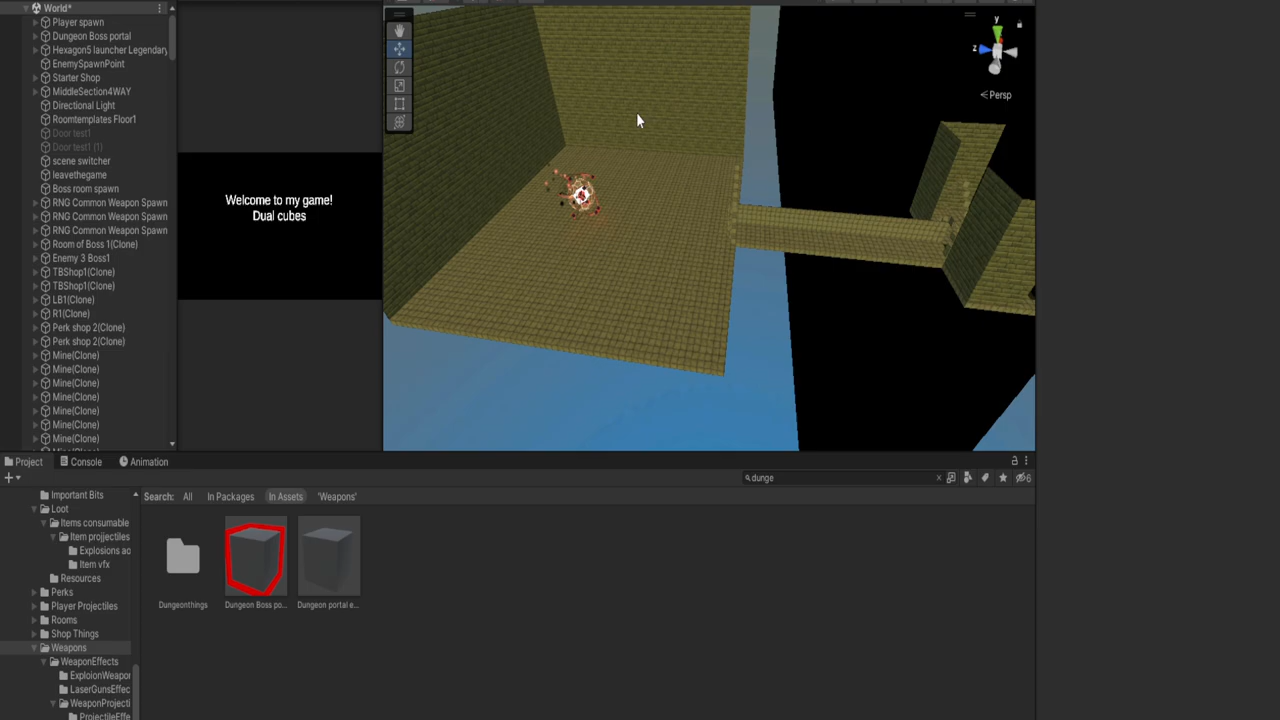 World*
Player spawn
Dungeon Boss portal
Hexagon5 launcher Legendary
EnemySpawnPoint
Starter Shop
MiddleSection4WAY
Directional Light
Roomtemplates Floor1
Door test1
Door test1 (1)
scene switcher
leavethegame
Boss room spawn
RNG Common Weapon Spawn
RNG Common Weapon Spawn
RNG Common Weapon Spawn
Room of Boss 1(Clone)
Enemy 3 Boss1
TBShop1(Clone)
TBShop1(Clone)
LB1(Clone)
R1(Clone)
Perk shop 2(Clone)
Perk shop 2(Clone)
Mine(Clone)
Mine(Clone)
Mine(Clone)
Mine(Clone)
Mine(Clone)
Mine(Clone)
Mine(Clone)
Welcome to my game!
Dual cubes
y
z
Persp
Project
Console
Animation
dunge
6
Important Bits
Loot
Items consumable
Item projjectiles
Explosions ao
Item vfx
Resources
Perks
Player Projectiles
Rooms
Shop Things
Weapons
WeaponEffects
ExploionWeapor
LaserGunsEffec
WeaponProjecti
ProjectileEffe
Search: All In Packages In Assets 'Weapons'
Dungeonthings
Dungeon Boss po...
Dungeon portal e...